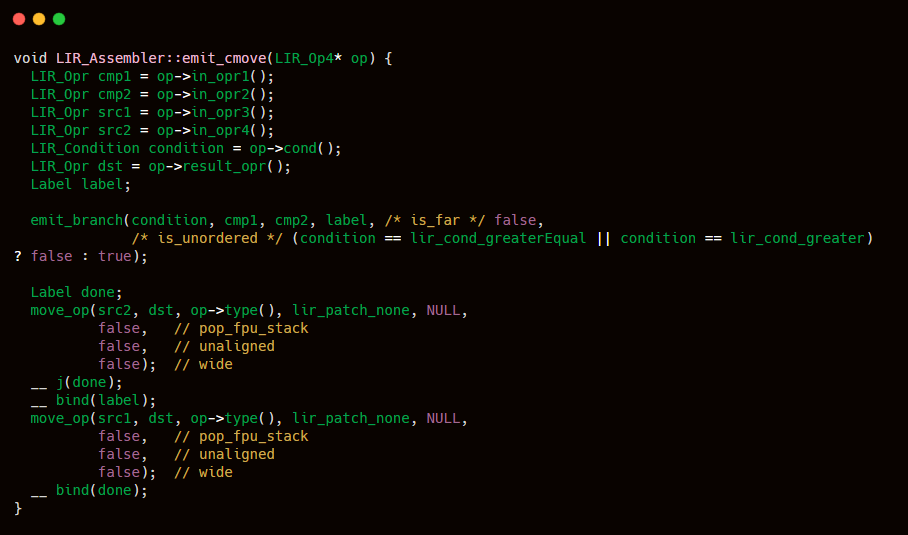 void LIR_Assembler::emit_cmove(LIR_Op4* op) {
  LIR_Opr cmp1 = op->in_opr1();
  LIR_Opr cmp2 = op->in_opr2();
  LIR_Opr src1 = op->in_opr3();
  LIR_Opr src2 = op->in_opr4();
  LIR_Condition condition = op->cond();
  LIR_Opr dst = op->result_opr();
  Label label;

  emit_branch(condition, cmp1, cmp2, label, /* is_far */ false,
              /* is_unordered */ (condition == lir_cond_greaterEqual || condition == lir_cond_greater)
? false : true);

  Label done;
  move_op(src2, dst, op->type(), lir_patch_none, NULL,
          false,   // pop_fpu_stack
          false,   // unaligned
          false);  // wide
  __ j(done);
  __ bind(label);
  move_op(src1, dst, op->type(), lir_patch_none, NULL,
          false,   // pop_fpu_stack
          false,   // unaligned
          false);  // wide
  __ bind(done);
}